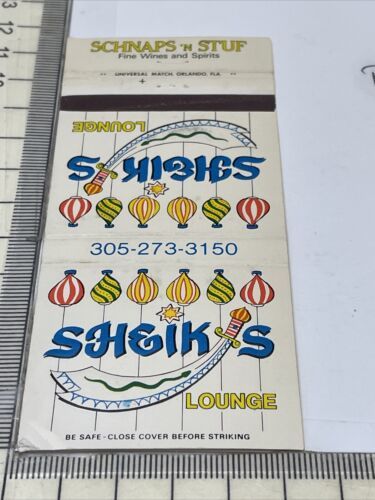 SCHNAPS 'N STUF
Fine Wines and Spirits
UNIVERSAL MATCH, ORLANDO, FLA.
LOUNGE
SHEIK'S
305-273-3150
SHEIK'S
LOUNGE
BE SAFE - CLOSE COVER BEFORE STRIKING